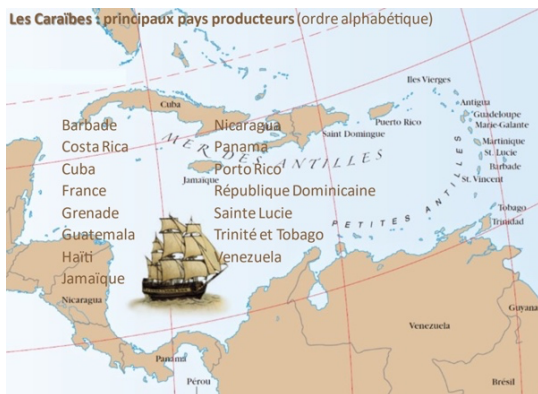 Les Caraïbes : principaux pays producteurs (ordre alphabétique)
Barbade
Costa Rica
Cuba
France
Grenade
Guatemala
Haïti
Jamaïque
Nicaragua
Panama
Porto Rico
République Dominicaine
Sainte Lucie
Trinité et Tobago
Venezuela
Iles Vierges
Cuba
Antigua
Guadeloupe
Marie-Galante
Puerto Rico
Saint Domingue
MER DES ANTILLES
Martinique
St. Lucie
Barbade
Jamaïque
St. Vincent
PETITES ANTILLES
Tobago
Trinidad
Nicaragua
Guyana
Venezuela
Panama
Pérou
Brésil